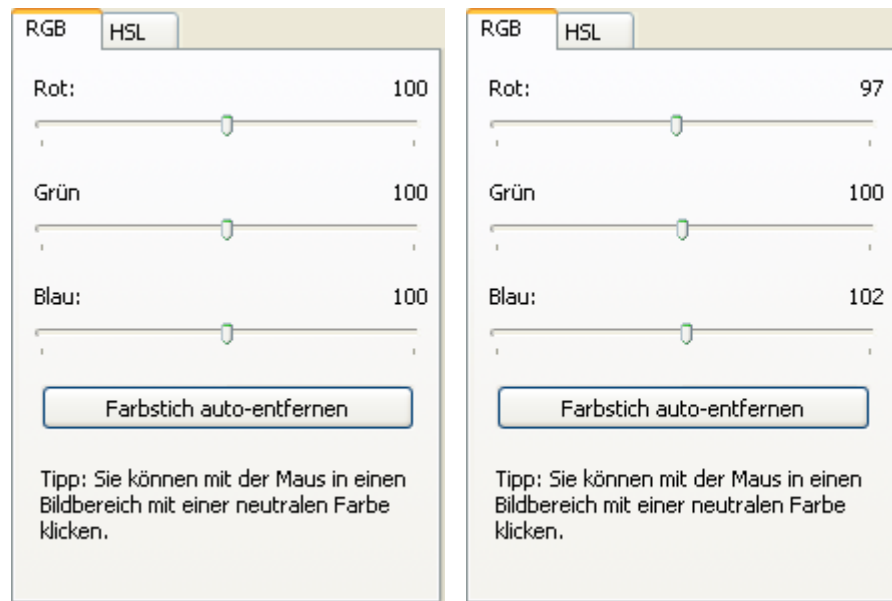 RGB HSL
Rot: 100
Grün 100
Blau: 100
Farbstich auto-entfernen
Tipp: Sie können mit der Maus in einen
Bildbereich mit einer neutralen Farbe
klicken.
RGB HSL
Rot: 97
Grün 100
Blau: 102
Farbstich auto-entfernen
Tipp: Sie können mit der Maus in einen
Bildbereich mit einer neutralen Farbe
klicken.